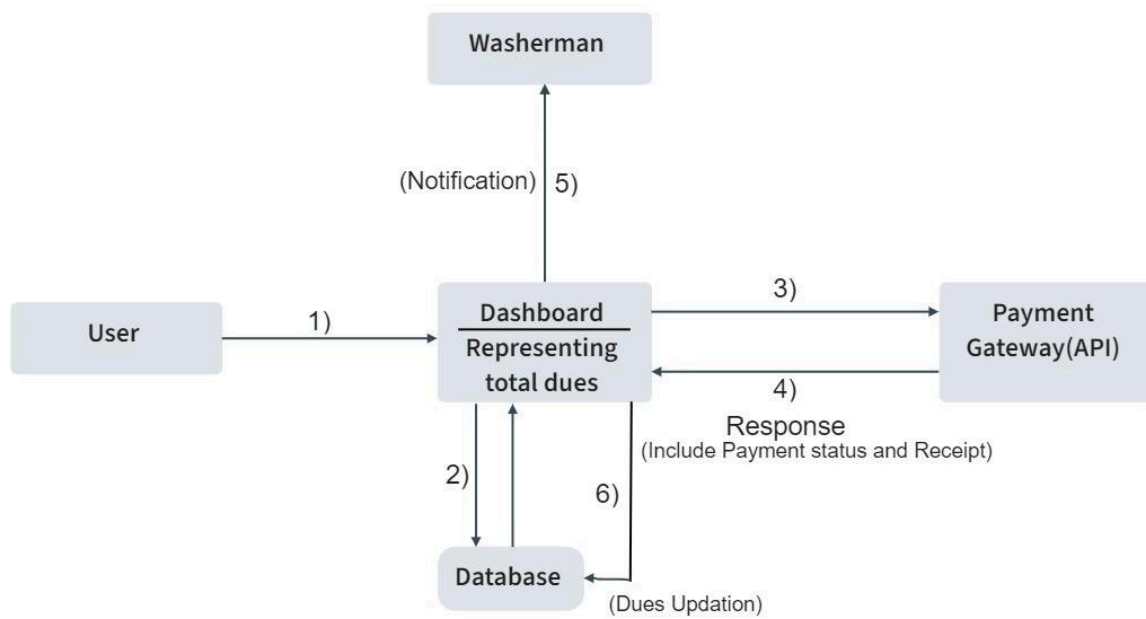 Washerman
(Notification) 5)
User
1)
Dashboard
Representing
total dues
3)
Payment
Gateway(API)
4)
Response
(Include Payment status and Receipt)
2)
6)
Database
(Dues Updation)